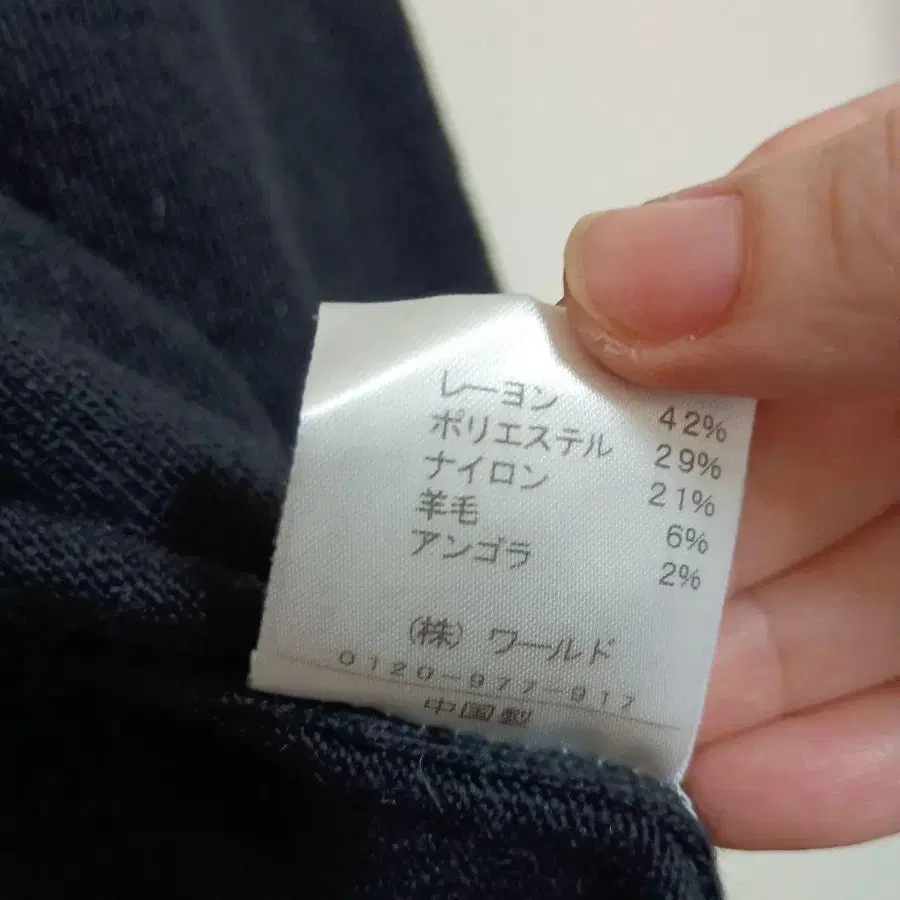 レーヨン 42%
ポリエステル 29%
ナイロン 21%
羊毛 6%
アンゴラ 2%
(株) ワールド
0120-977-917
中国製